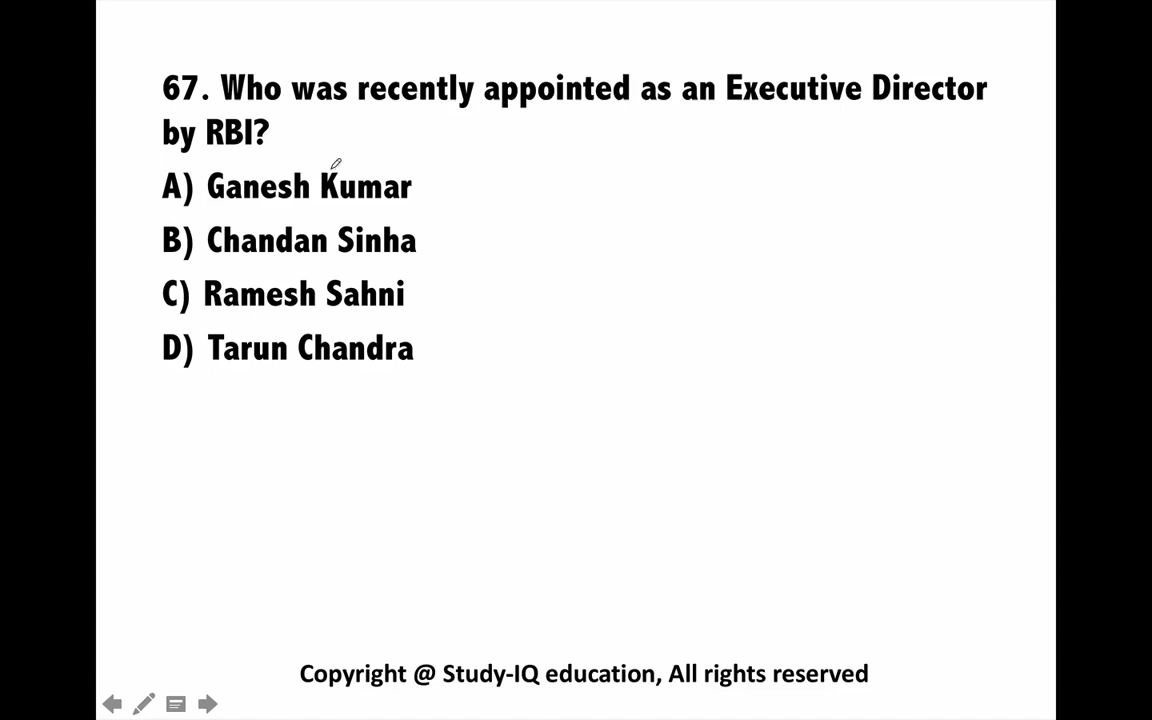 67. Who was recently appointed as an Executive Director
by RBI?
A) Ganesh Kumar
B) Chandan Sinha
C) Ramesh Sahni
D) Tarun Chandra
Copyright @ Study-IQ education, All rights reserved